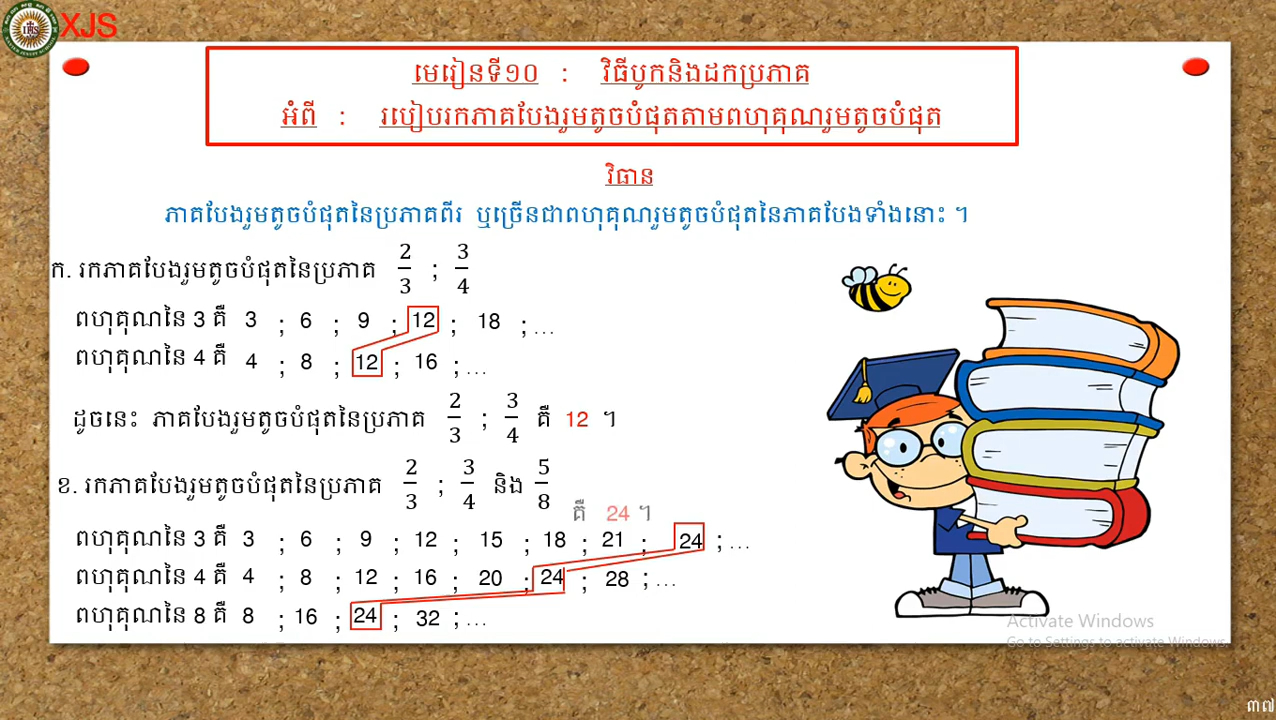 XJS
មេរៀនទី១០ : វិធីបូកនិងដកប្រភាគ
អំពី : របៀបរកភាគបែងរួមតូចបំផុតតាមពហុគុណរួមតូចបំផុត
វិធាន
ភាគបែងរួមតូចបំផុតនៃប្រភាគពីរ ឬច្រើនជាពហុគុណរួមតូចបំផុតនៃភាគបែងទាំងនោះ ។
ក. រកភាគបែងរួមតូចបំផុតនៃប្រភាគ 2/3 ; 3/4
ពហុគុណនៃ 3 គឺ 3 ; 6 ; 9 ; 12 ; 18 ; ...
ពហុគុណនៃ 4 គឺ 4 ; 8 ; 12 ; 16 ; ...
ដូចនេះ ភាគបែងរួមតូចបំផុតនៃប្រភាគ 2/3 ; 3/4 គឺ 12 ។
ខ. រកភាគបែងរួមតូចបំផុតនៃប្រភាគ 2/3 ; 3/4 និង 5/8
គឺ 24 ។
ពហុគុណនៃ 3 គឺ 3 ; 6 ; 9 ; 12 ; 15 ; 18 ; 21 ; 24 ; ...
ពហុគុណនៃ 4 គឺ 4 ; 8 ; 12 ; 16 ; 20 ; 24 ; 28 ; ...
ពហុគុណនៃ 8 គឺ 8 ; 16 ; 24 ; 32 ; ...
Activate Windows
Go to Settings to activate Windows.
៣៧